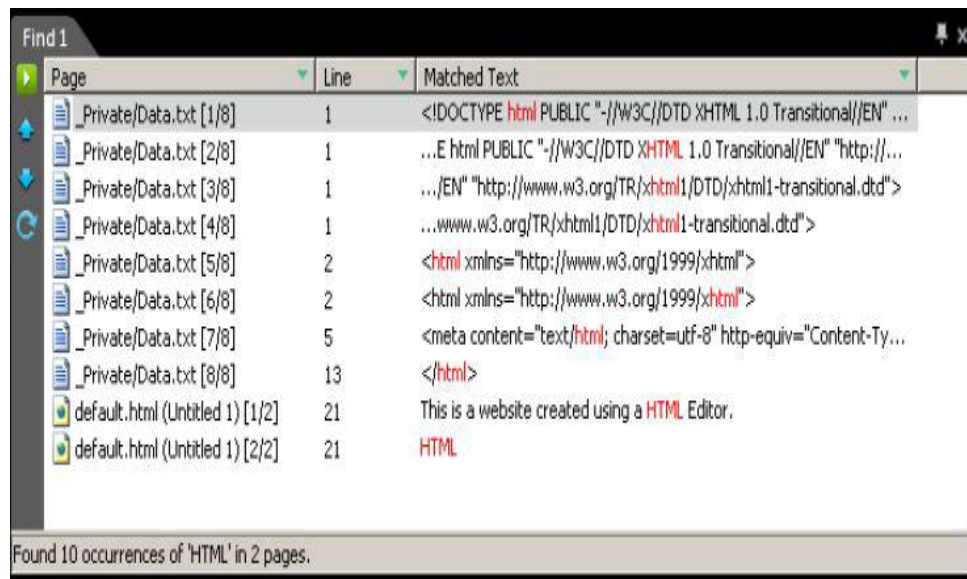 Find 1
Page Line Matched Text
_Private/Data.txt [1/8] 1 <!DOCTYPE html PUBLIC "-//W3C//DTD XHTML 1.0 Transitional//EN" ...
_Private/Data.txt [2/8] 1 ...E html PUBLIC "-//W3C//DTD XHTML 1.0 Transitional//EN" "http://...
_Private/Data.txt [3/8] 1 .../EN" "http://www.w3.org/TR/xhtml1/DTD/xhtml1-transitional.dtd">
_Private/Data.txt [4/8] 1 ...www.w3.org/TR/xhtml1/DTD/xhtml1-transitional.dtd">
_Private/Data.txt [5/8] 2 <html xmlns="http://www.w3.org/1999/xhtml">
_Private/Data.txt [6/8] 2 <html xmlns="http://www.w3.org/1999/xhtml">
_Private/Data.txt [7/8] 5 <meta content="text/html; charset=utf-8" http-equiv="Content-Ty...
_Private/Data.txt [8/8] 13 </html>
default.html (Untitled 1) [1/2] 21 This is a website created using a HTML Editor.
default.html (Untitled 1) [2/2] 21 HTML
Found 10 occurrences of 'HTML' in 2 pages.